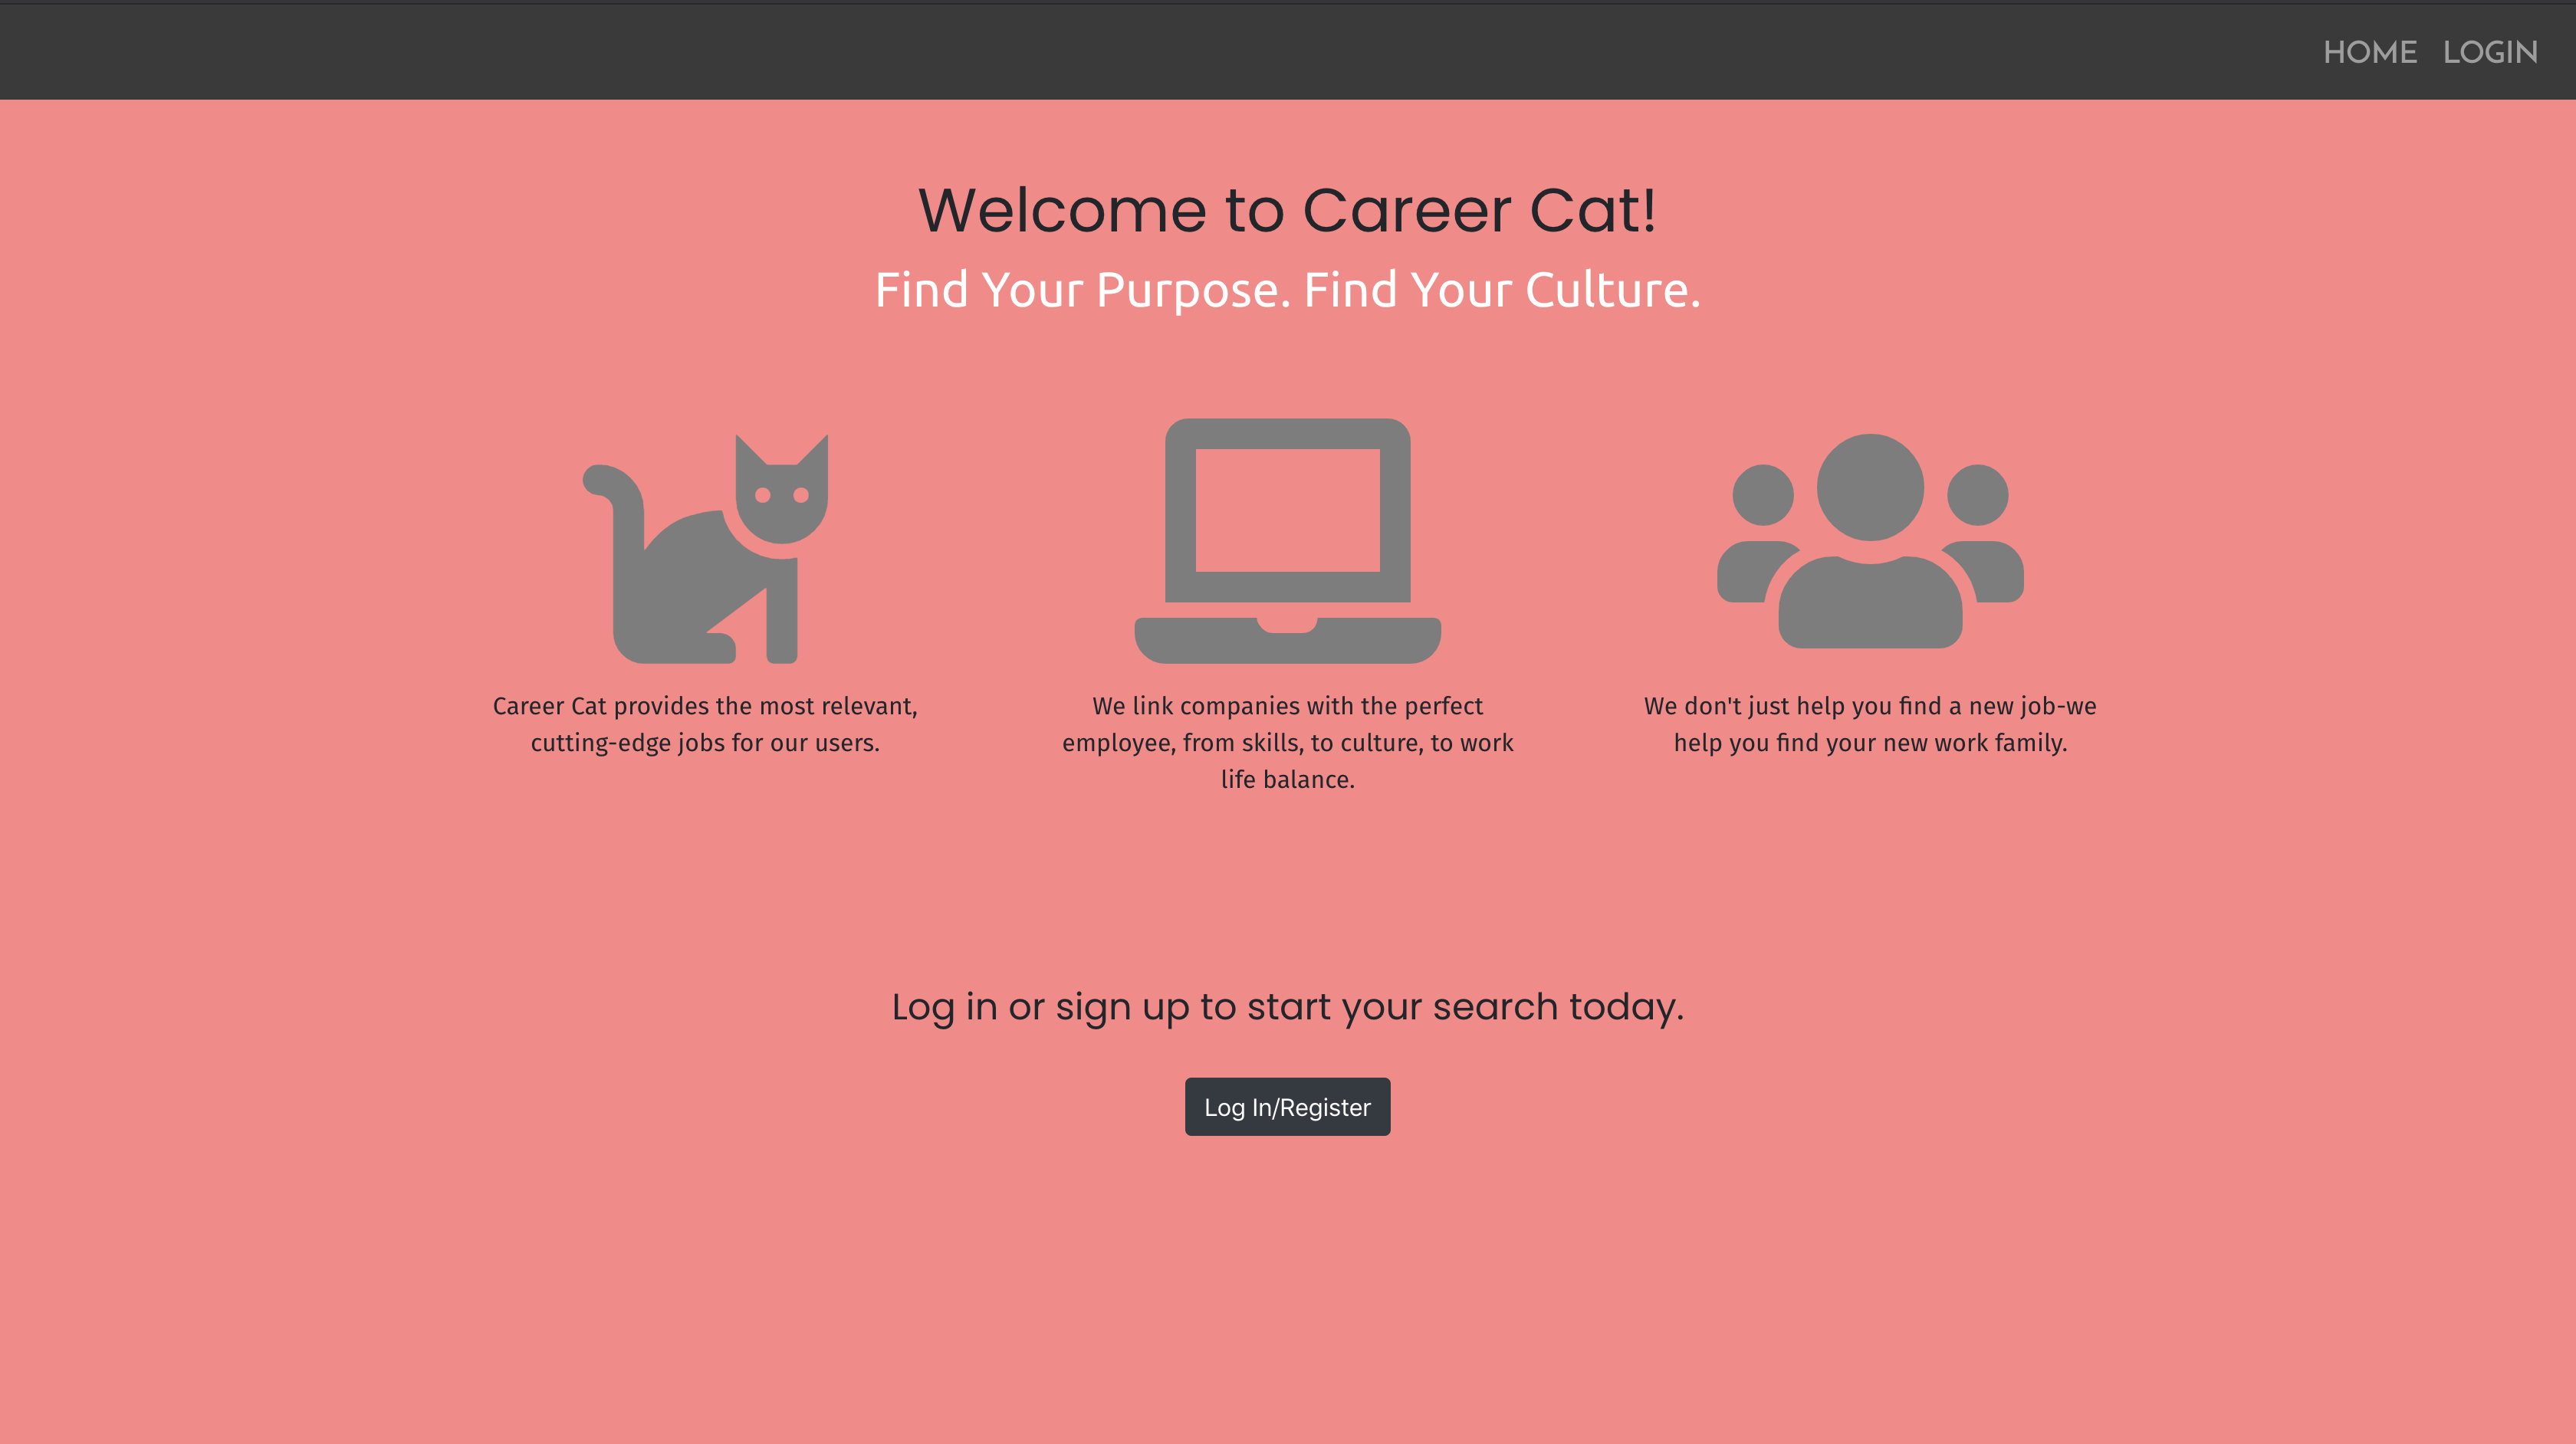 HOME LOGIN
Welcome to Career Cat!
Find Your Purpose. Find Your Culture.
Career Cat provides the most relevant,
cutting-edge jobs for our users.
We link companies with the perfect
employee, from skills, to culture, to work
life balance.
We don't just help you find a new job-we
help you find your new work family.
Log in or sign up to start your search today.
Log In/Register